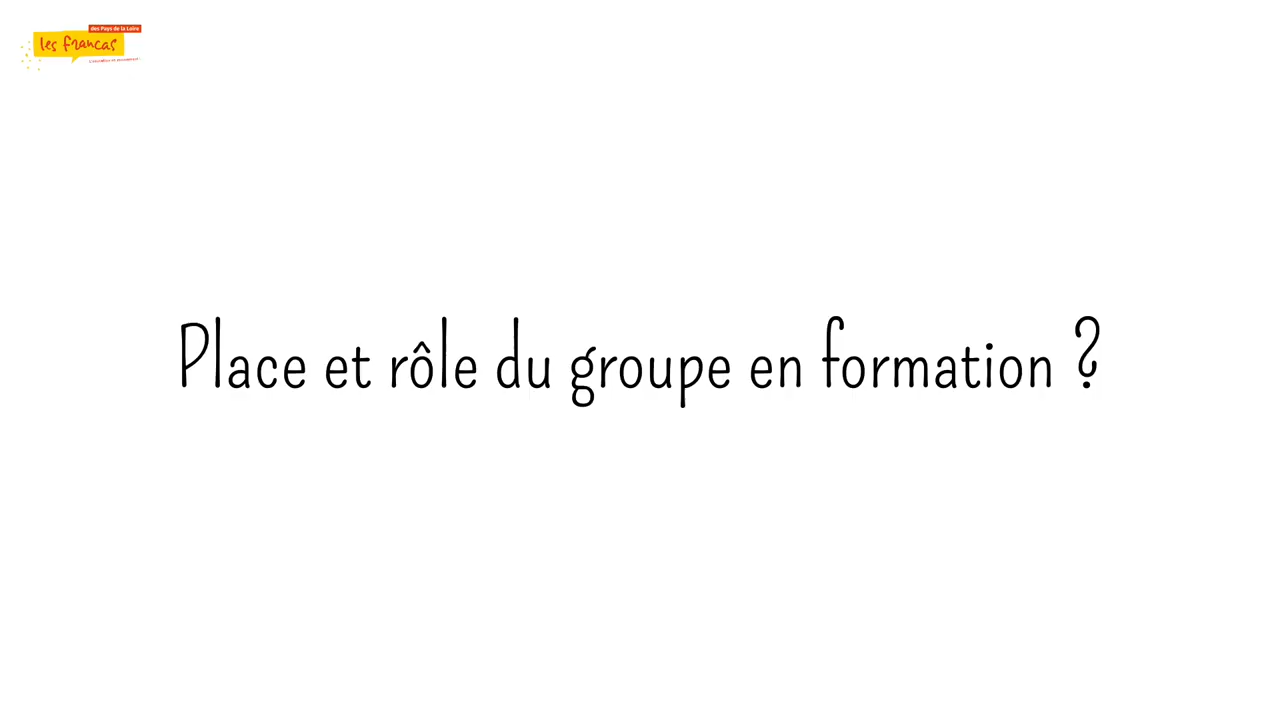 des Pays de la Loire
les francas
Place et rôle du groupe en formation ?